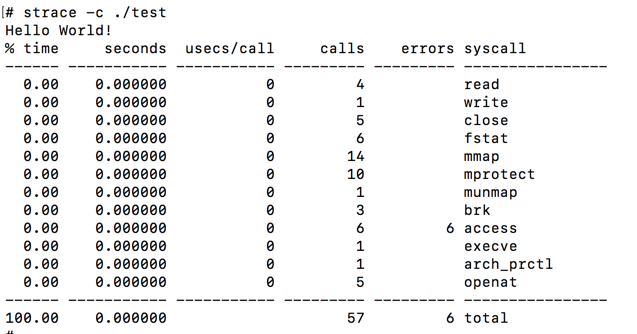 [# strace -c ./test
Hello World!
% time     seconds  usecs/call     calls    errors syscall
------ ----------- ----------- --------- --------- ----------------
  0.00    0.000000           0         4           read
  0.00    0.000000           0         1           write
  0.00    0.000000           0         5           close
  0.00    0.000000           0         6           fstat
  0.00    0.000000           0        14           mmap
  0.00    0.000000           0        10           mprotect
  0.00    0.000000           0         1           munmap
  0.00    0.000000           0         3           brk
  0.00    0.000000           0         6         6 access
  0.00    0.000000           0         1           execve
  0.00    0.000000           0         1           arch_prctl
  0.00    0.000000           0         5           openat
------ ----------- ----------- --------- --------- ----------------
100.00    0.000000                    57         6 total
#